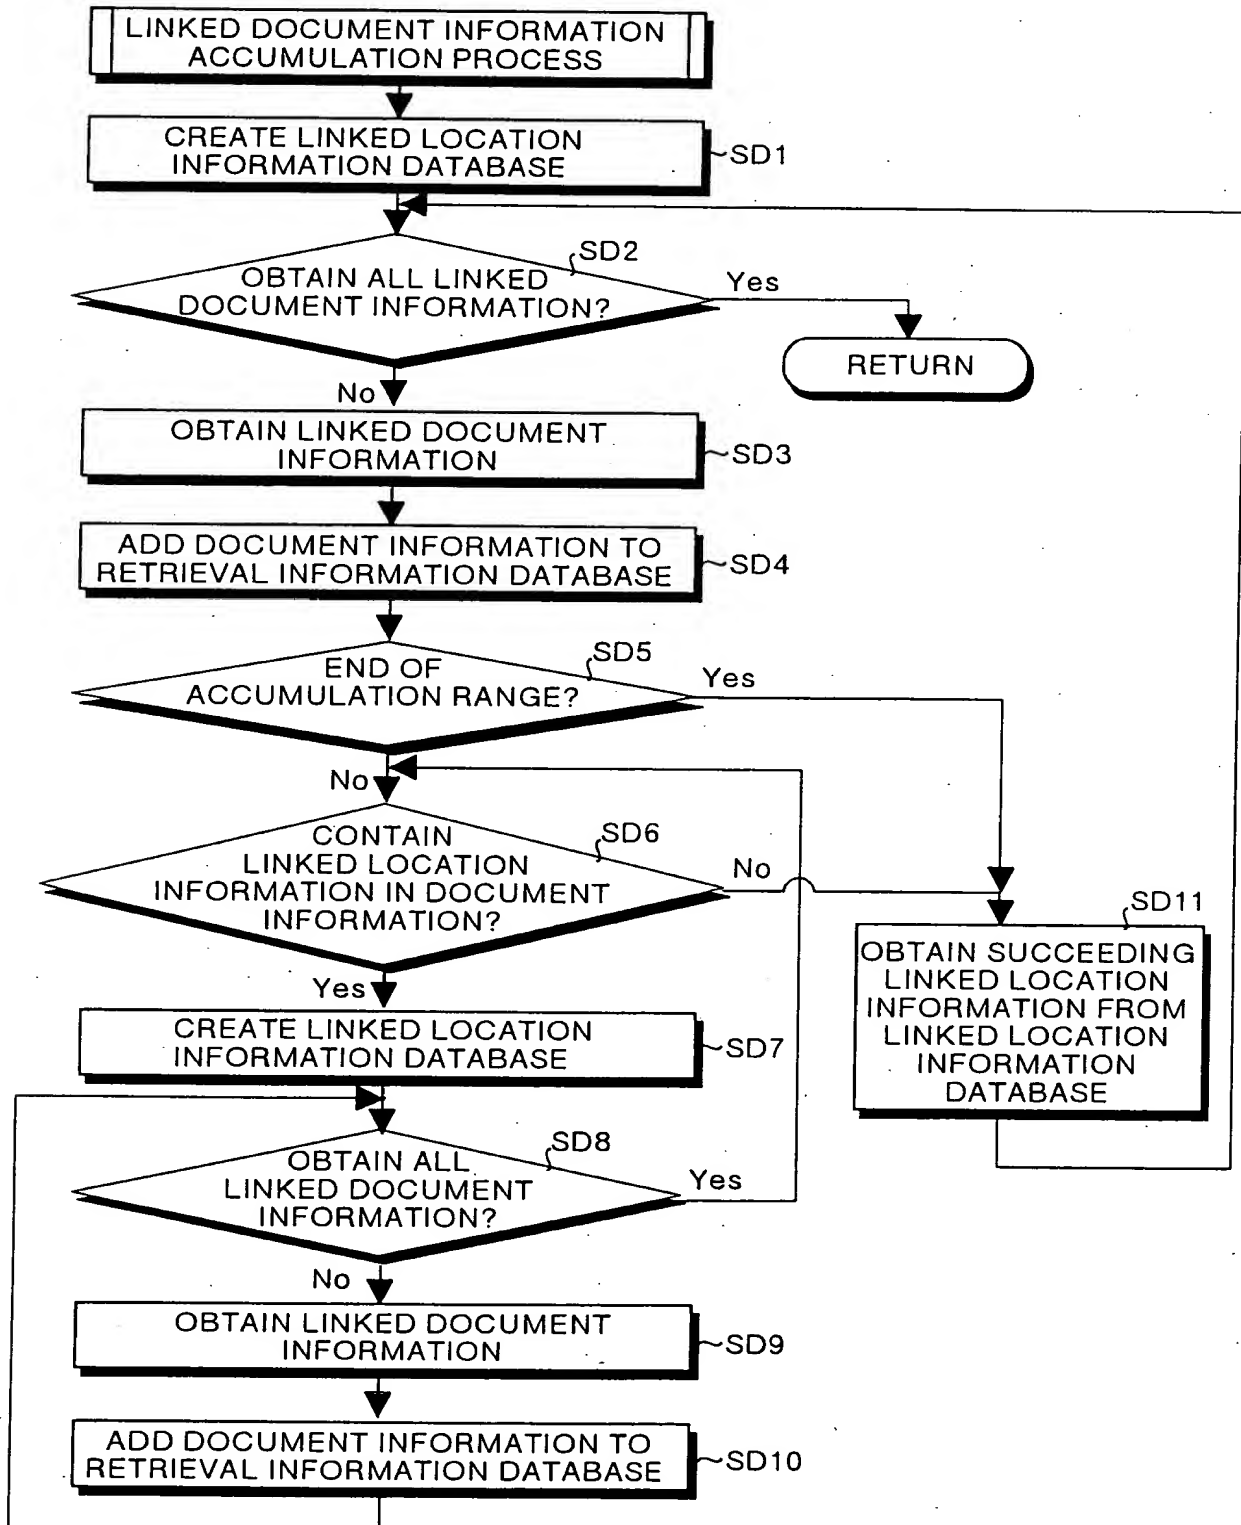 LINKED DOCUMENT INFORMATION
ACCUMULATION PROCESS
CREATE LINKED LOCATION
INFORMATION DATABASE
SD1
SD2
OBTAIN ALL LINKED
DOCUMENT INFORMATION?
Yes
RETURN
No
OBTAIN LINKED DOCUMENT
INFORMATION
SD3
ADD DOCUMENT INFORMATION TO
RETRIEVAL INFORMATION DATABASE
SD4
SD5
END OF
ACCUMULATION RANGE?
Yes
No
SD6
CONTAIN
LINKED LOCATION
INFORMATION IN DOCUMENT
INFORMATION?
No
SD11
OBTAIN SUCCEEDING
LINKED LOCATION
INFORMATION FROM
LINKED LOCATION
INFORMATION
DATABASE
Yes
CREATE LINKED LOCATION
INFORMATION DATABASE
SD7
SD8
OBTAIN ALL
LINKED DOCUMENT
INFORMATION?
Yes
No
OBTAIN LINKED DOCUMENT
INFORMATION
SD9
ADD DOCUMENT INFORMATION TO
RETRIEVAL INFORMATION DATABASE
SD10